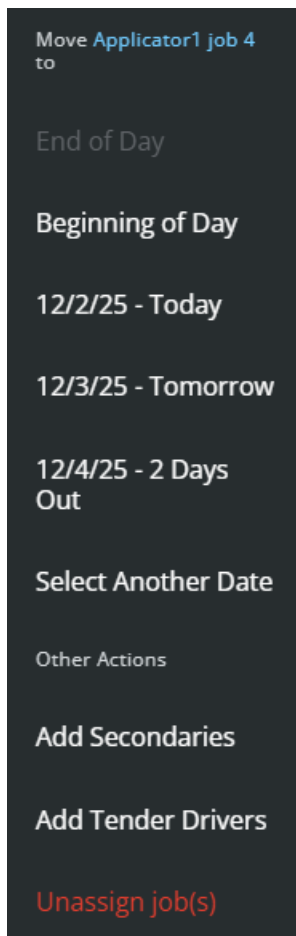 Move Applicator1 job 4
to
End of Day
Beginning of Day
12/2/25 - Today
12/3/25 - Tomorrow
12/4/25 - 2 Days
Out
Select Another Date
Other Actions
Add Secondaries
Add Tender Drivers
Unassign job(s)